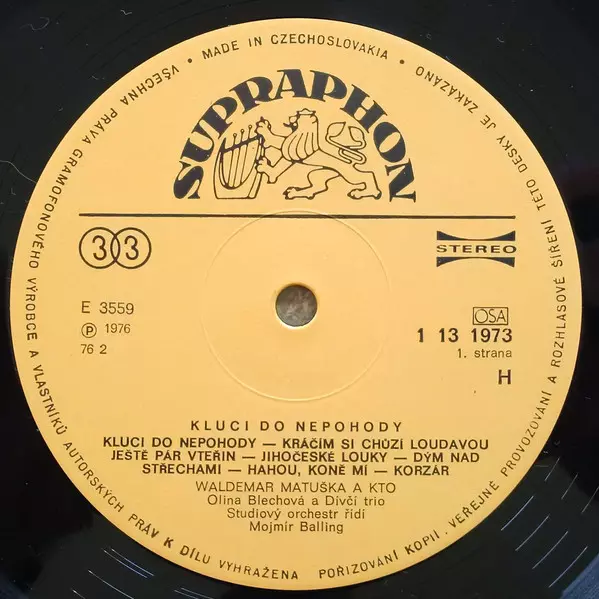 VŠECHNA PRÁVA GRAMOFONOVÉHO VÝROBCE A VLASTNÍKŮ AUTORSKÝCH PRÁV K DÍLU VYHRAŽENA
POŘIZOVÁNÍ KOPIÍ, VEŘEJNÉ PROVOZOVÁNÍ A ROZHLASOVÉ ŠÍŘENÍ TÉTO DESKY JE ZAKÁZÁNO
• MADE IN CZECHOSLOVAKIA •
SUPRAPHON
33
STEREO
E 3559
℗ 1976
76 2
OSA
1 13 1973
1. strana
H
KLUCI DO NEPOHODY
KLUCI DO NEPOHODY — KRÁČÍM SI CHŮZÍ LOUDAVOU
JEŠTĚ PÁR VTEŘIN — JIHOČESKÉ LOUKY — DÝM NAD
STŘECHAMI — HAHOU, KONĚ MÍ — KORZÁR
WALDEMAR MATUŠKA A KTO
Olina Blechová a Dívčí trio
Studiový orchestr řídí
Mojmír Balling